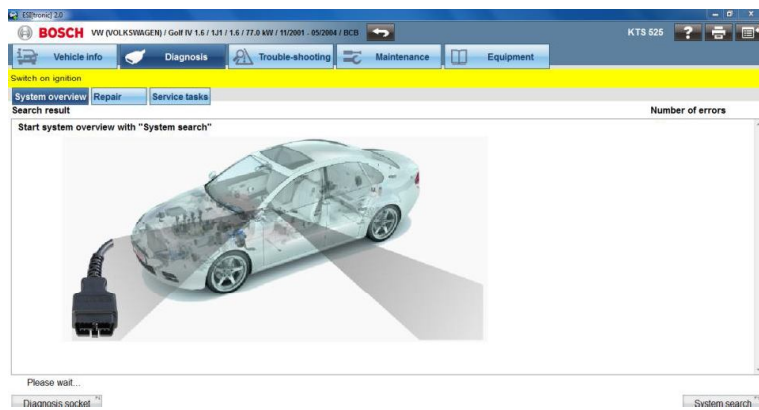 ESI[tronic] 2.0
BOSCH VW (VOLKSWAGEN) / Golf IV 1.6 / 1J1 / 1.6 / 77.0 kW / 11/2001 - 05/2004 / BCB KTS 525 ?
Vehicle info Diagnosis Trouble-shooting Maintenance Equipment
Switch on ignition
System overview Repair Service tasks
Search result Number of errors
Start system overview with "System search"
Please wait...
Diagnosis socket System search